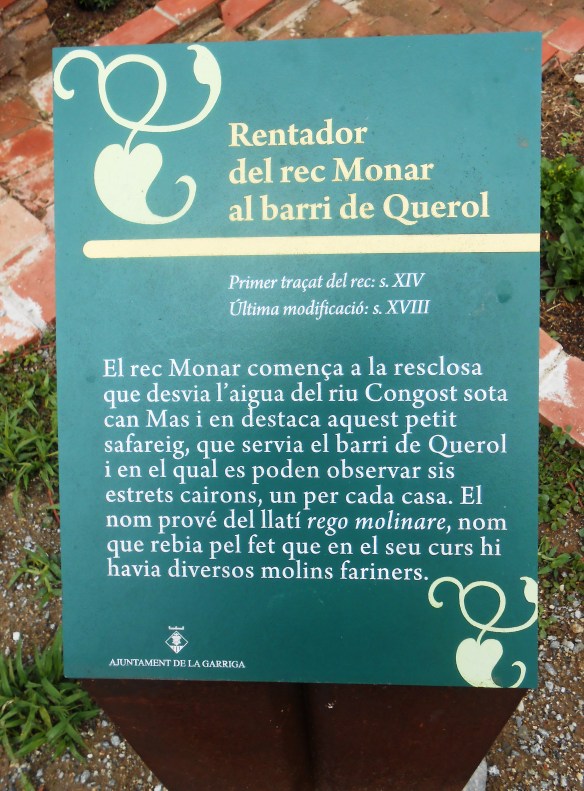 Rentador
del rec Monar
al barri de Querol
Primer traçat del rec: s. XIV
Última modificació: s. XVIII
El rec Monar comença a la resclosa
que desvia l'aigua del riu Congost sota
can Mas i en destaca aquest petit
safareig, que servia el barri de Querol
i en el qual es poden observar sis
estrets cairons, un per cada casa. El
nom prové del llatí rego molinare, nom
que rebia pel fet que en el seu curs hi
havia diversos molins fariners.
AJUNTAMENT DE LA GARRIGA